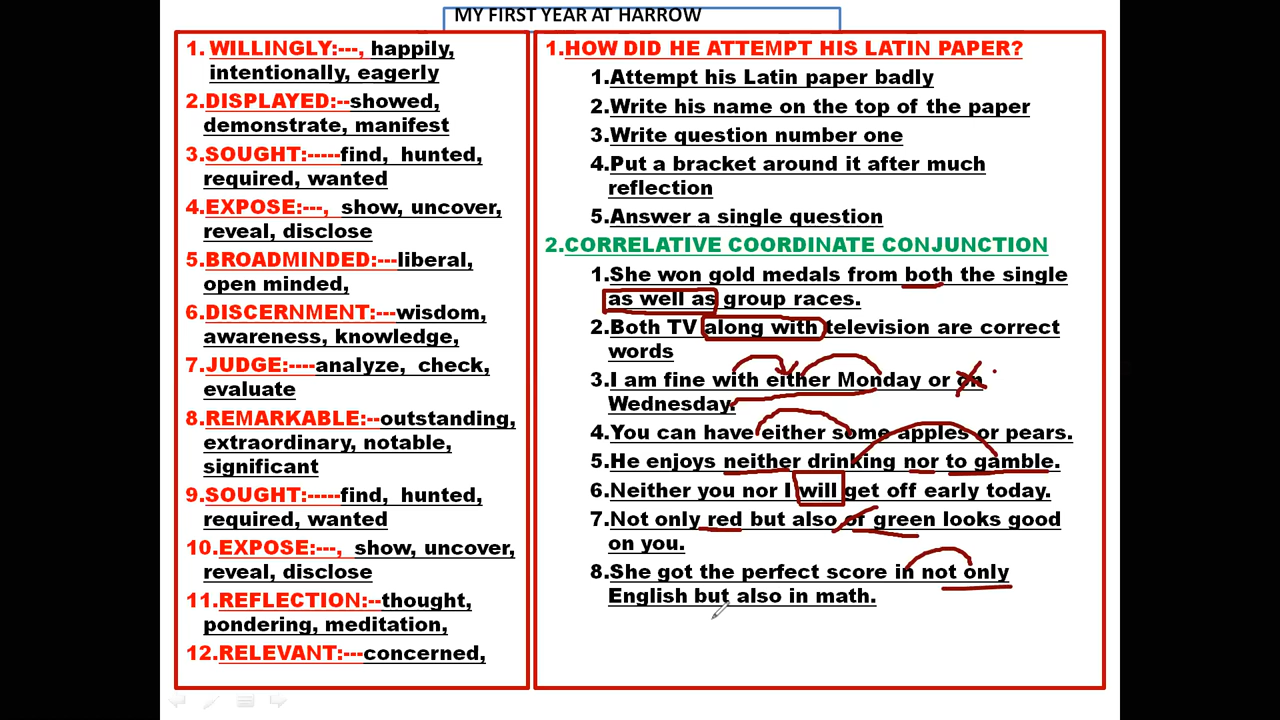 MY FIRST YEAR AT HARROW
1. WILLINGLY:---, happily,
intentionally, eagerly
2.DISPLAYED:--showed,
demonstrate, manifest
3.SOUGHT:-----find, hunted,
required, wanted
4.EXPOSE:---, show, uncover,
reveal, disclose
5.BROADMINDED:---liberal,
open minded,
6.DISCERNMENT:---wisdom,
awareness, knowledge,
7.JUDGE:----analyze, check,
evaluate
8.REMARKABLE:--outstanding,
extraordinary, notable,
significant
9.SOUGHT:-----find, hunted,
required, wanted
10.EXPOSE:---, show, uncover,
reveal, disclose
11.REFLECTION:--thought,
pondering, meditation,
12.RELEVANT:---concerned,
1.HOW DID HE ATTEMPT HIS LATIN PAPER?
1.Attempt his Latin paper badly
2.Write his name on the top of the paper
3.Write question number one
4.Put a bracket around it after much
reflection
5.Answer a single question
2.CORRELATIVE COORDINATE CONJUNCTION
1.She won gold medals from both the single
as well as group races.
2.Both TV along with television are correct
words
3.I am fine with either Monday or on
Wednesday.
4.You can have either some apples or pears.
5.He enjoys neither drinking nor to gamble.
6.Neither you nor I will get off early today.
7.Not only red but also of green looks good
on you.
8.She got the perfect score in not only
English but also in math.